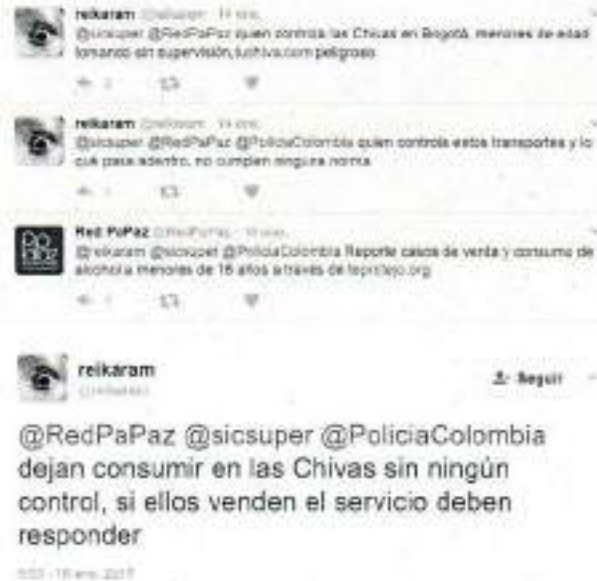 reikaram
@sicsuper @RedPaPaz quien controla las Chivas en Bogotá, menores de edad
tomando sin supervisión, peligroso
reikaram
@sicsuper @RedPaPaz @PoliciaColombia quien controla estos transportes y lo
que pasa adentro, no cumplen ninguna norma
Red PaPaz
@reikaram @sicsuper @PoliciaColombia Reporte casos de venta y consumo de
alcohol a menores de 18 años a través de
reikaram
Seguir
@RedPaPaz @sicsuper @PoliciaColombia
dejan consumir en las Chivas sin ningún
control, si ellos venden el servicio deben
responder